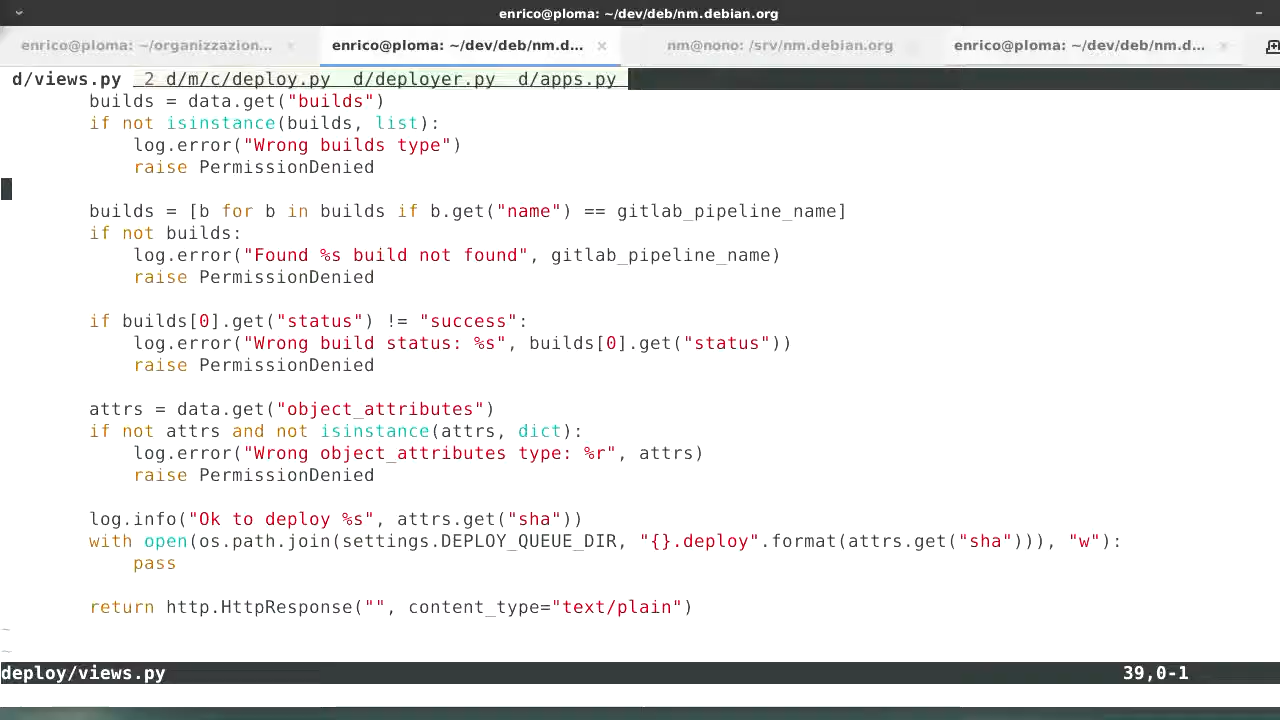 enrico@ploma: ~/dev/deb/nm.debian.org
enrico@ploma: ~/organizzazion... × enrico@ploma: ~/dev/deb/nm.d... × nm@nono: /srv/nm.debian.org × enrico@ploma: ~/dev/deb/nm.d... ×
d/views.py  2 d/m/c/deploy.py  d/deployer.py  d/apps.py
        builds = data.get("builds")
        if not isinstance(builds, list):
            log.error("Wrong builds type")
            raise PermissionDenied
        builds = [b for b in builds if b.get("name") == gitlab_pipeline_name]
        if not builds:
            log.error("Found %s build not found", gitlab_pipeline_name)
            raise PermissionDenied
        if builds[0].get("status") != "success":
            log.error("Wrong build status: %s", builds[0].get("status"))
            raise PermissionDenied
        attrs = data.get("object_attributes")
        if not attrs and not isinstance(attrs, dict):
            log.error("Wrong object_attributes type: %r", attrs)
            raise PermissionDenied
        log.info("Ok to deploy %s", attrs.get("sha"))
        with open(os.path.join(settings.DEPLOY_QUEUE_DIR, "{}.deploy".format(attrs.get("sha"))), "w"):
            pass
        return http.HttpResponse("", content_type="text/plain")
~
~
deploy/views.py 39,0-1